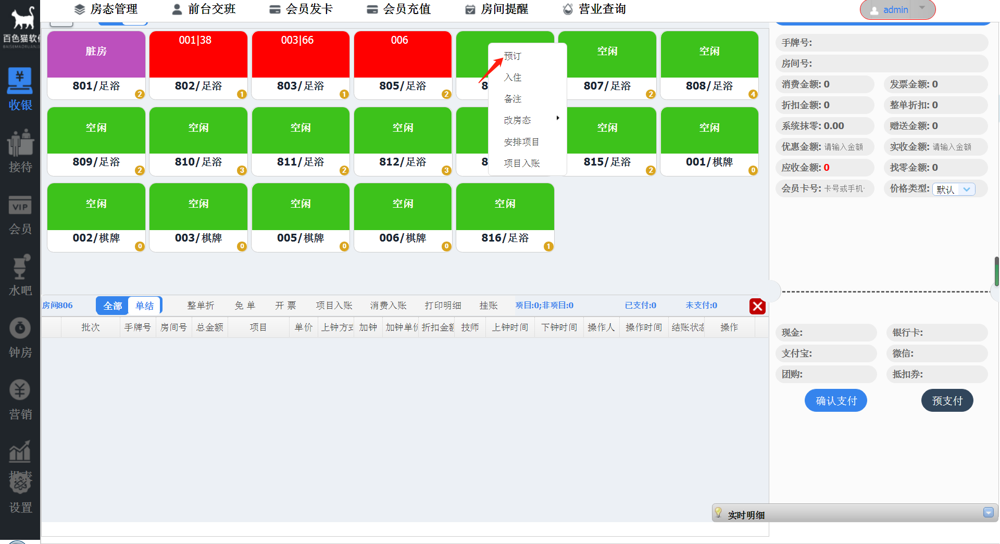 房态管理 前台交班 会员发卡 会员充值 房间提醒 营业查询 admin
百色猫软件
BAISEMAORUANJIAN
收银
接待
VIP
会员
水吧
钟房
营销
报表
设置
脏房 001|38 003|66 006 空闲 空闲
801/足浴 2 802/足浴 1 803/足浴 1 805/足浴 2 8 807/足浴 2 808/足浴 4
空闲 空闲 空闲 空闲 空闲 空闲
809/足浴 2 810/足浴 3 811/足浴 2 812/足浴 3 8 815/足浴 2 001/棋牌 0
空闲 空闲 空闲 空闲 空闲
002/棋牌 0 003/棋牌 0 005/棋牌 0 006/棋牌 0 816/足浴 1
预订
入住
备注
改房态
安排项目
项目入账
房间806 全部 单结 整单折 免 单 开 票 项目入账 消费入账 打印明细 挂账 项目:0;非项目:0 已支付:0 未支付:0
批次 手牌号 房间号 总金额 项目 单价 上钟方式 加钟 加钟单价 折扣金额 技师 上钟时间 下钟时间 操作人 操作时间 结账状态 操作
手牌号:
房间号:
消费金额: 0 发票金额: 0
折扣金额: 0 整单折扣: 0
系统抹零: 0.00 赠送金额: 0
优惠金额: 请输入金额 实收金额: 请输入金额
应收金额: 0 找零金额: 0
会员卡号: 卡号或手机 价格类型: 默认
现金: 银行卡:
支付宝: 微信:
团购: 抵扣券:
确认支付 预支付
实时明细